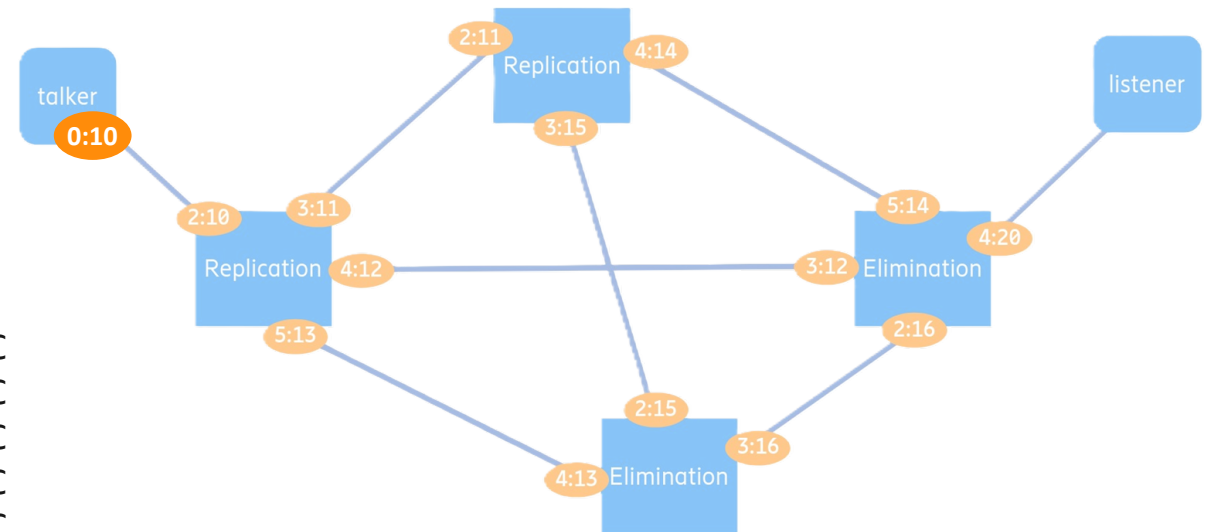 2:11
4:14
Replication
listener
talker
0:10
3:15
2:10
3:11
5:14
4:20
Replication
4:12
3:12
Elimination
5:13
2:16
2:15
3:16
4:13
Elimination